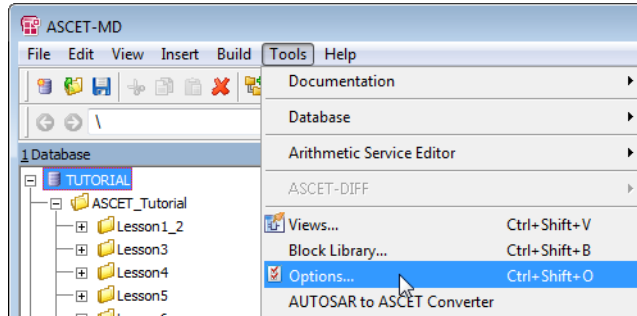 ASCET-MD
File Edit View Insert Build Tools Help
\
1 Database
TUTORIAL
ASCET_Tutorial
Lesson1_2
Lesson3
Lesson4
Lesson5
Documentation
Database
Arithmetic Service Editor
ASCET-DIFF
Views... Ctrl+Shift+V
Block Library... Ctrl+Shift+B
Options... Ctrl+Shift+O
AUTOSAR to ASCET Converter